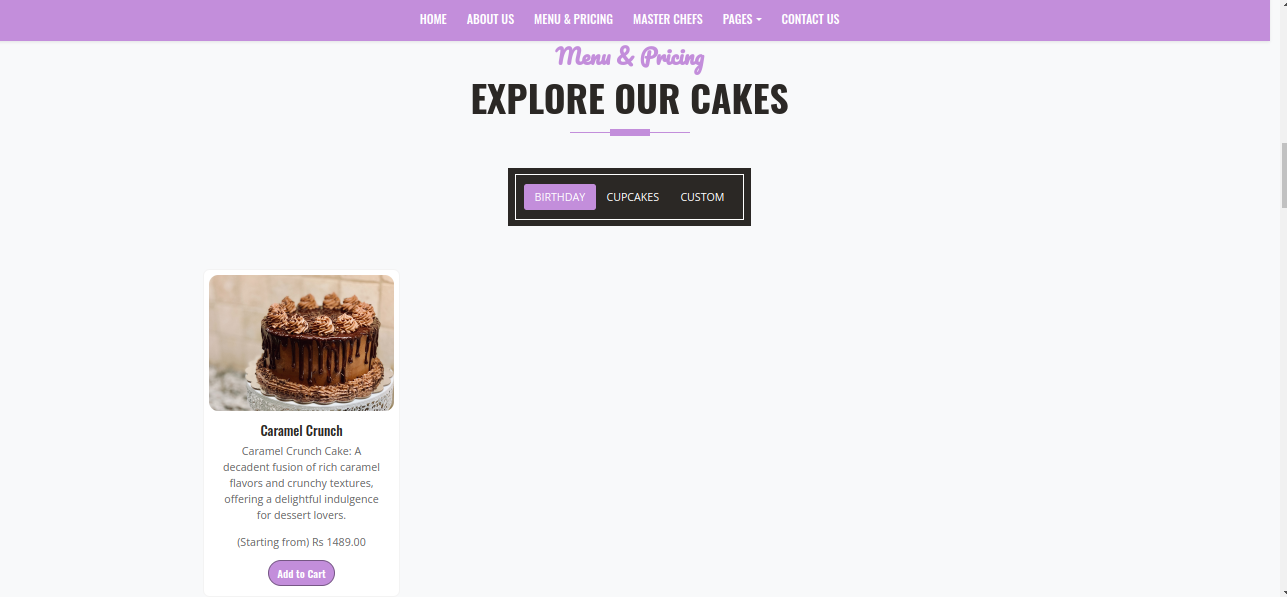 HOME ABOUT US MENU & PRICING MASTER CHEFS PAGES CONTACT US
Menu & Pricing
EXPLORE OUR CAKES
BIRTHDAY CUPCAKES CUSTOM
Caramel Crunch
Caramel Crunch Cake: A
decadent fusion of rich caramel
flavors and crunchy textures,
offering a delightful indulgence
for dessert lovers.
(Starting from) Rs 1489.00
Add to Cart